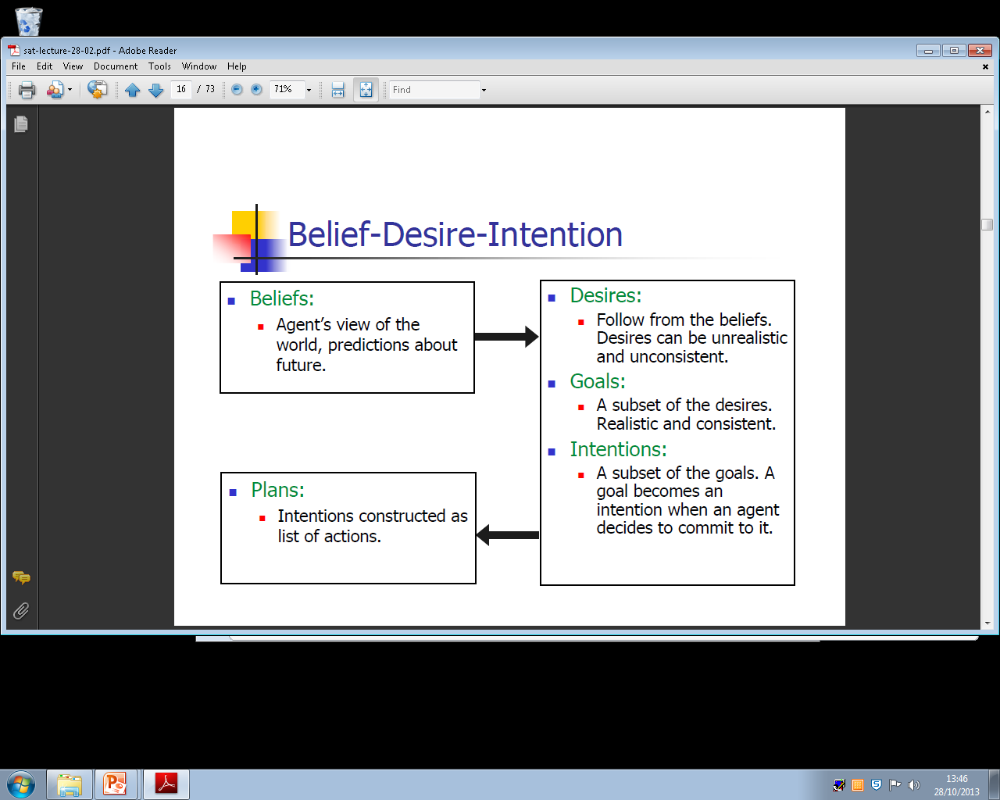 sat-lecture-28-02.pdf - Adobe Reader
File Edit View Document Tools Window Help
16 / 73 71% Find
Belief-Desire-Intention
Beliefs:
Agent's view of the
world, predictions about
future.
Desires:
Follow from the beliefs.
Desires can be unrealistic
and unconsistent.
Goals:
A subset of the desires.
Realistic and consistent.
Intentions:
A subset of the goals. A
goal becomes an
intention when an agent
decides to commit to it.
Plans:
Intentions constructed as
list of actions.
13:46
28/10/2013